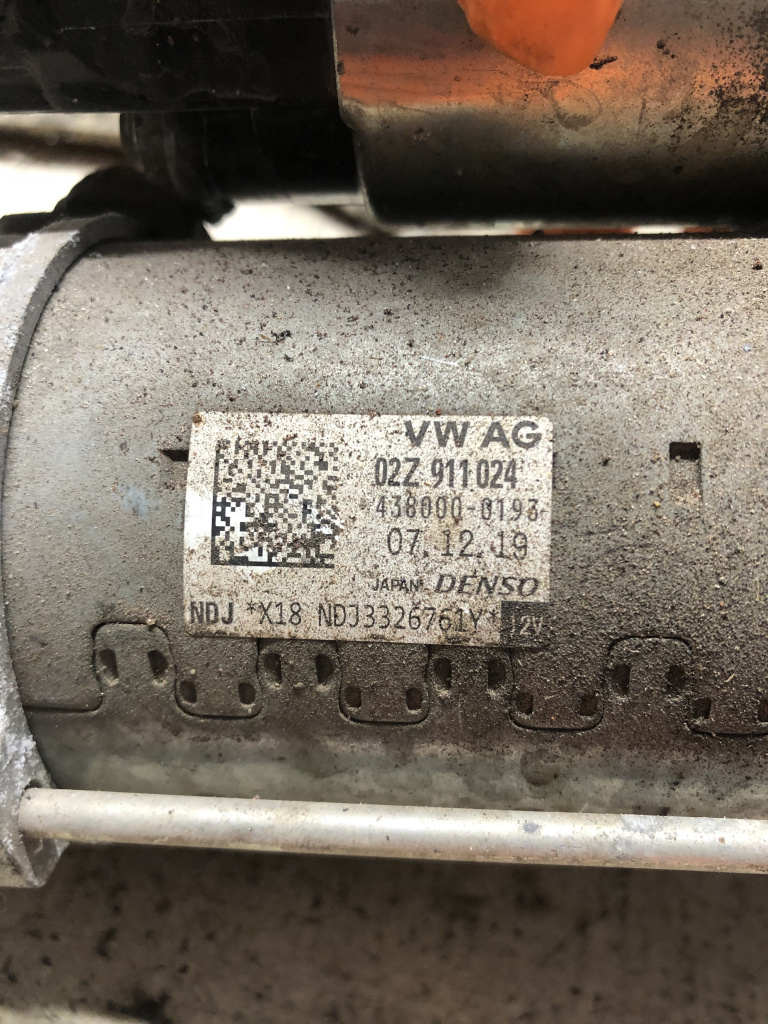 VW AG
02Z 911 024
438000-0193
07.12.19
JAPAN DENSO
NDJ *X18 NDJ3326761Y* 12V